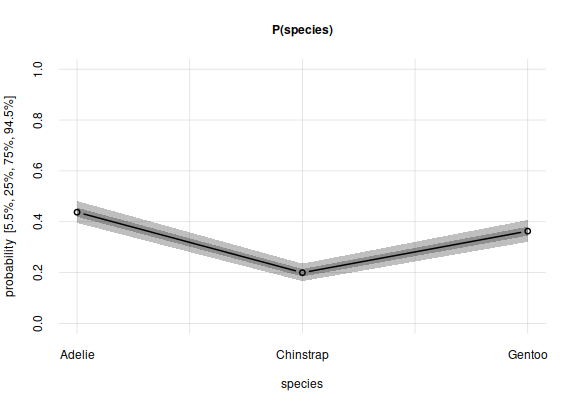 P(species)
probability  [5.5%, 25%, 75%, 94.5%]
1.0
0.8
0.6
0.4
0.2
0.0
Adelie
Chinstrap
Gentoo
species